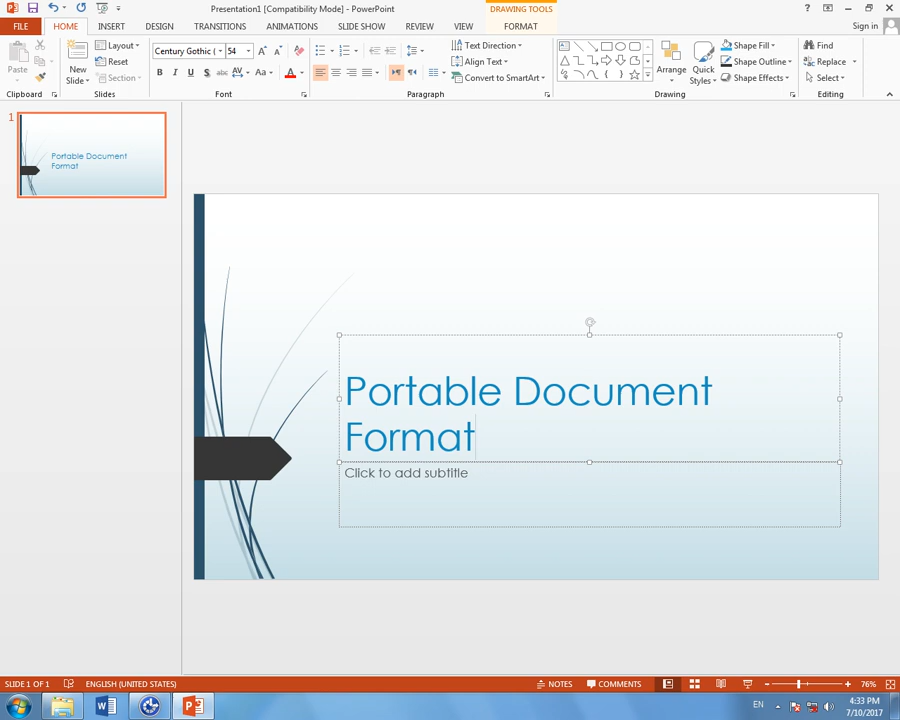 Presentation1 [Compatibility Mode] - PowerPoint
DRAWING TOOLS
? 
FILE HOME INSERT DESIGN TRANSITIONS ANIMATIONS SLIDE SHOW REVIEW VIEW FORMAT Sign in
Paste
New Slide
Layout
Reset
Section
Century Gothic ( 54
B I U S abc AV Aa A
Text Direction
Align Text
Convert to SmartArt
Arrange
Quick Styles
Shape Fill
Shape Outline
Shape Effects
Find
Replace
Select
Clipboard Slides Font Paragraph Drawing Editing
1
Portable Document
Format
Portable Document
Format
Click to add subtitle
SLIDE 1 OF 1 ENGLISH (UNITED STATES) NOTES COMMENTS 76%
EN
4:33 PM
7/10/2017